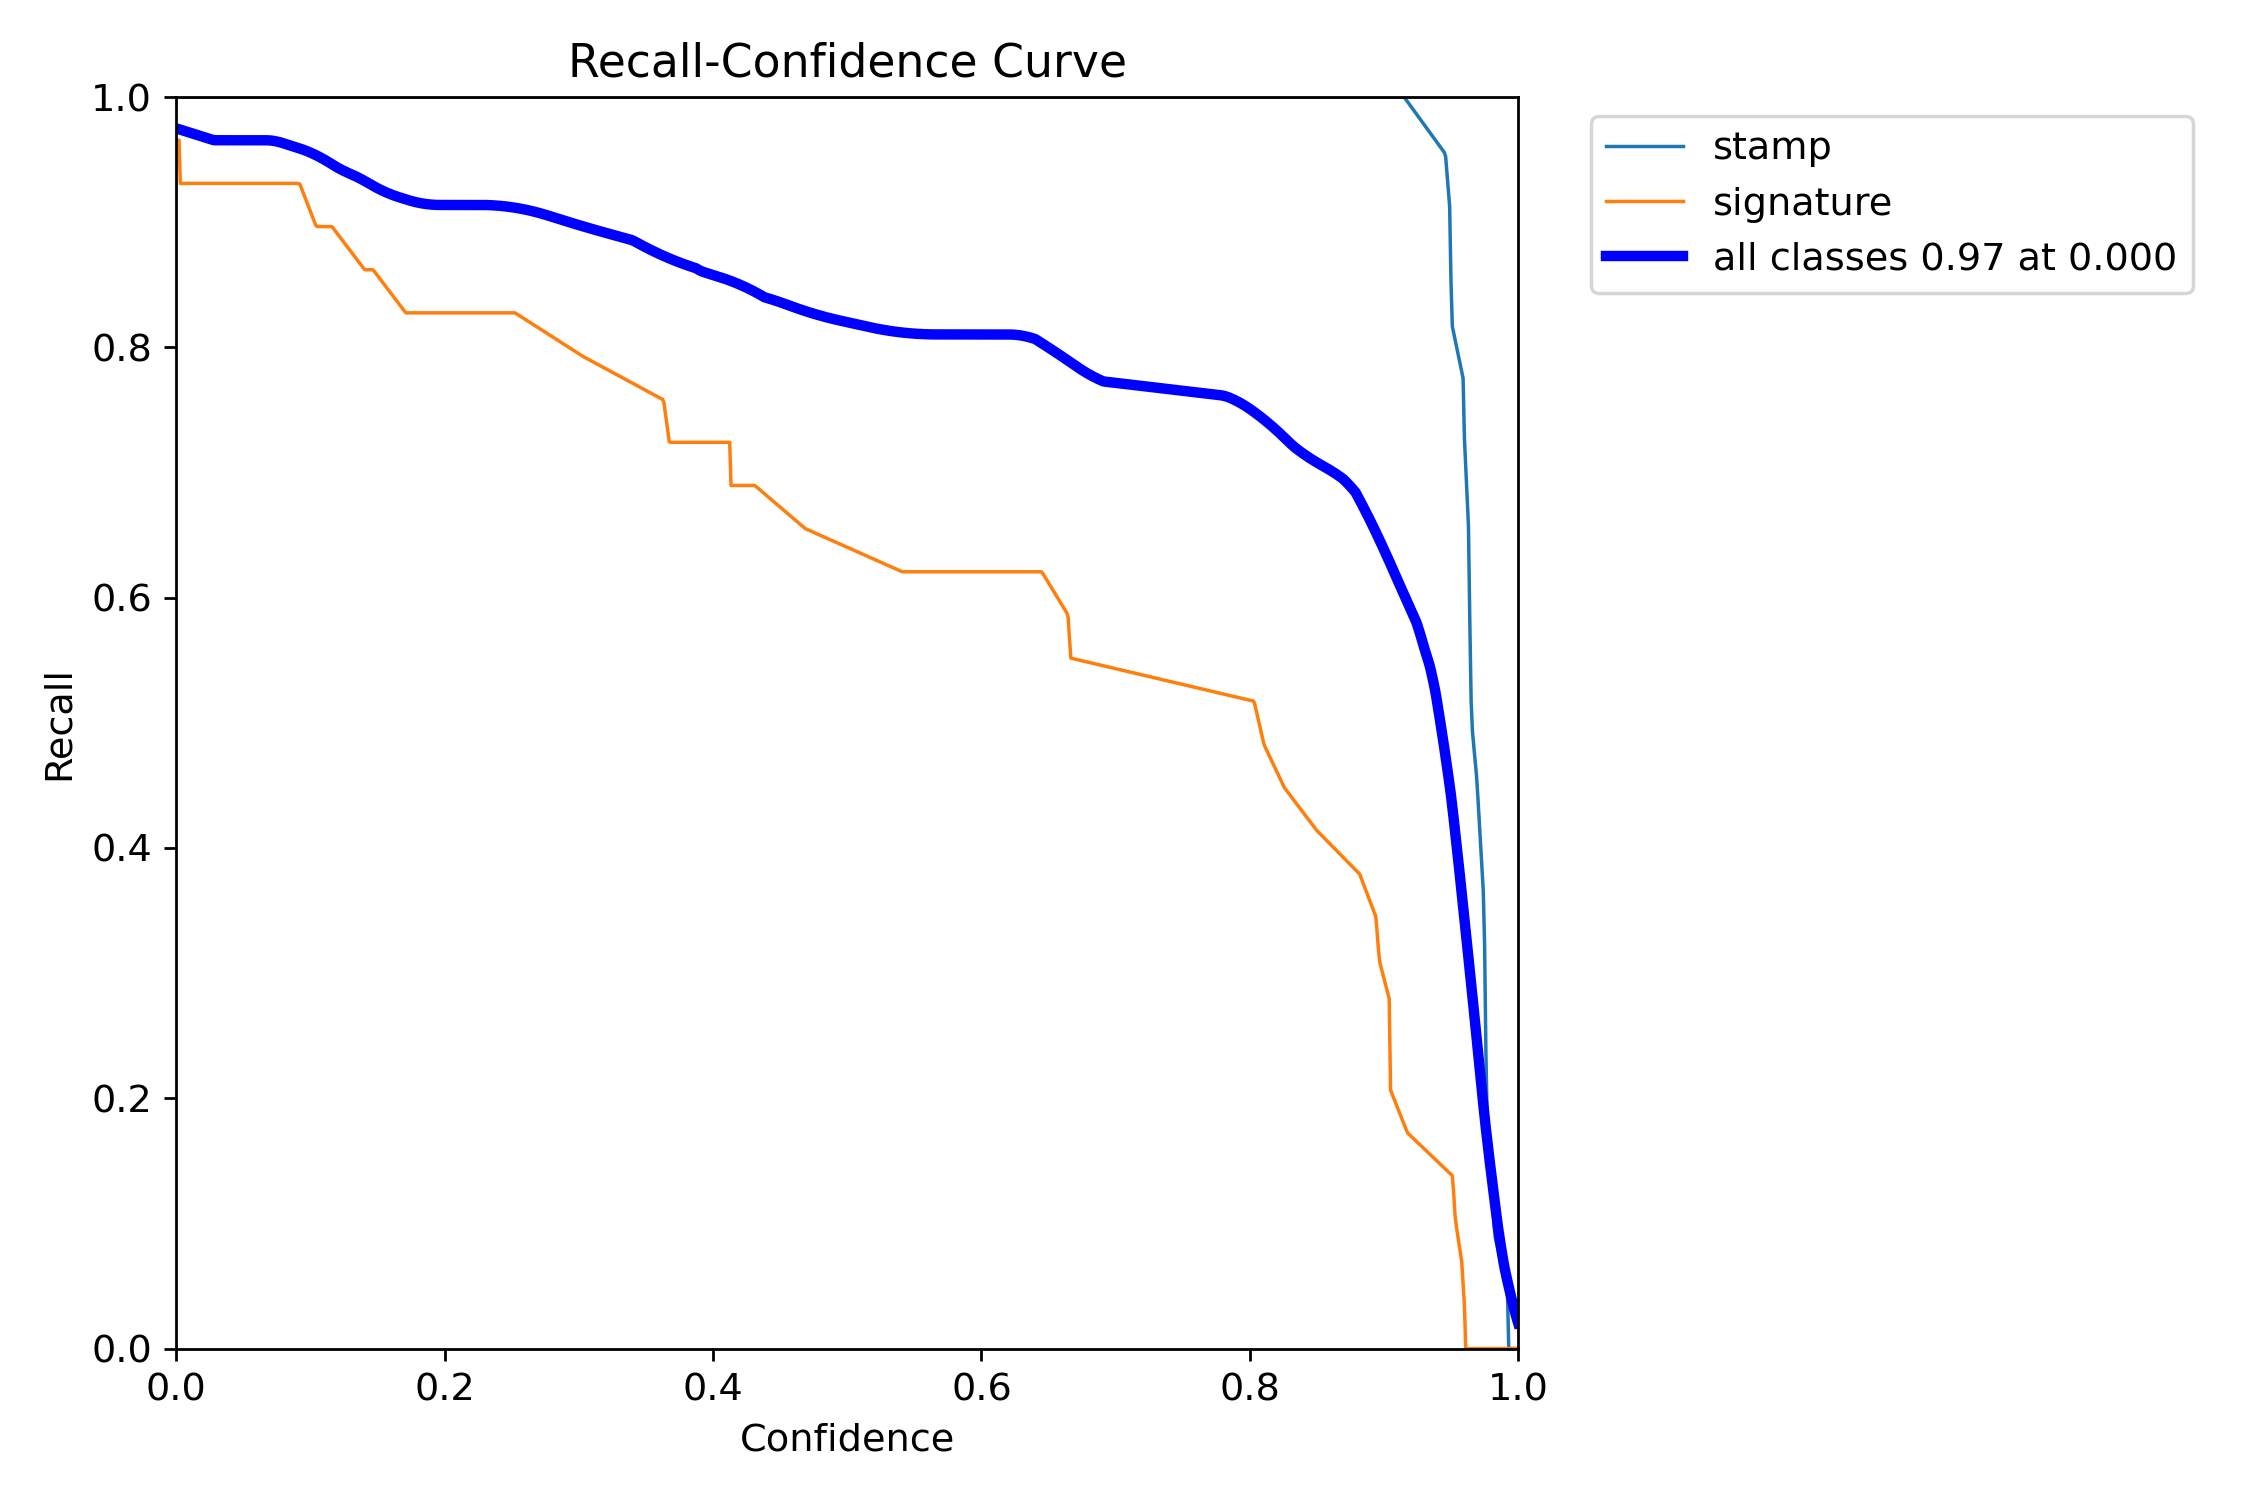 Recall-Confidence Curve
1.0
0.8
0.6
0.4
0.2
0.0
Recall
0.0 0.2 0.4 0.6 0.8 1.0
Confidence
stamp
signature
all classes 0.97 at 0.000